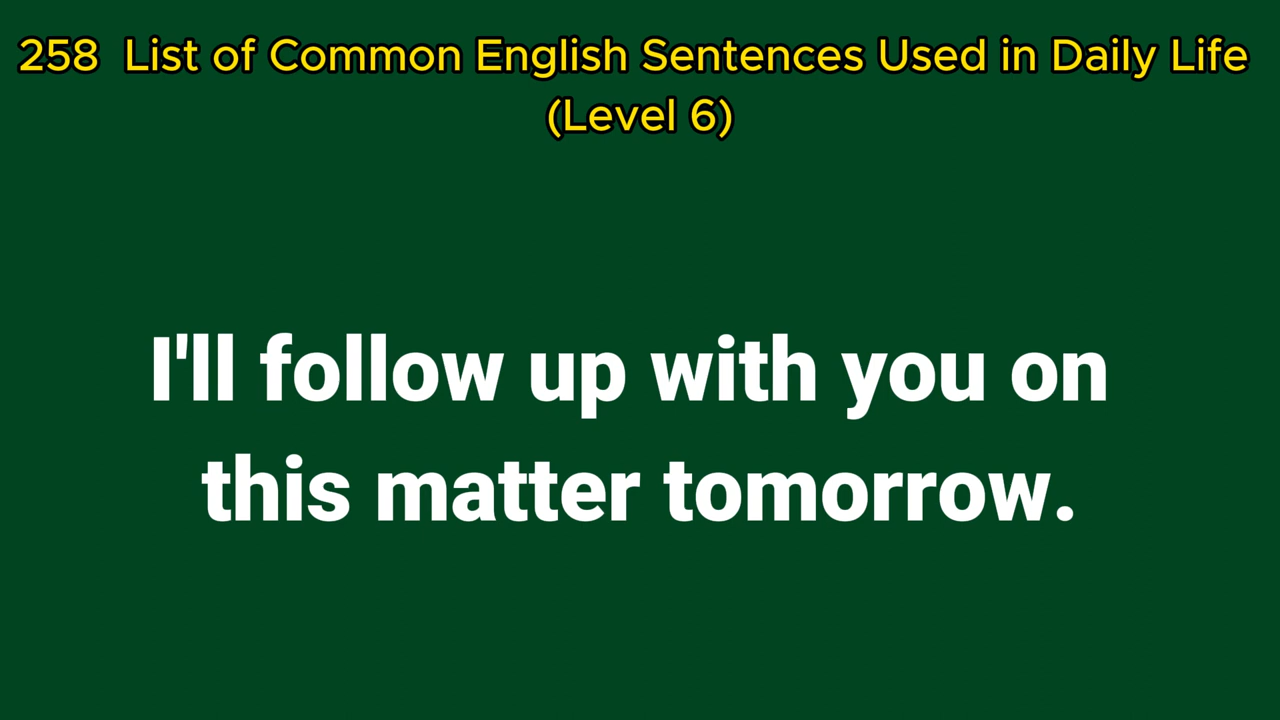 258  List of Common English Sentences Used in Daily Life
(Level 6)
I'll follow up with you on
this matter tomorrow.